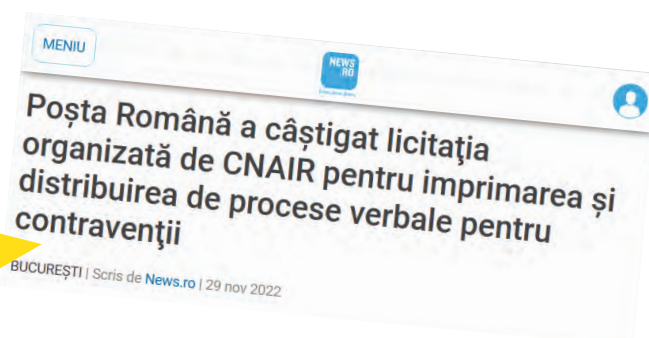 MENIU
NEWS
RO
Poșta Română a câștigat licitaţia
organizată de CNAIR pentru imprimarea și
distribuirea de procese verbale pentru
contravenţii
BUCUREȘTI | Scris de News.ro | 29 nov 2022